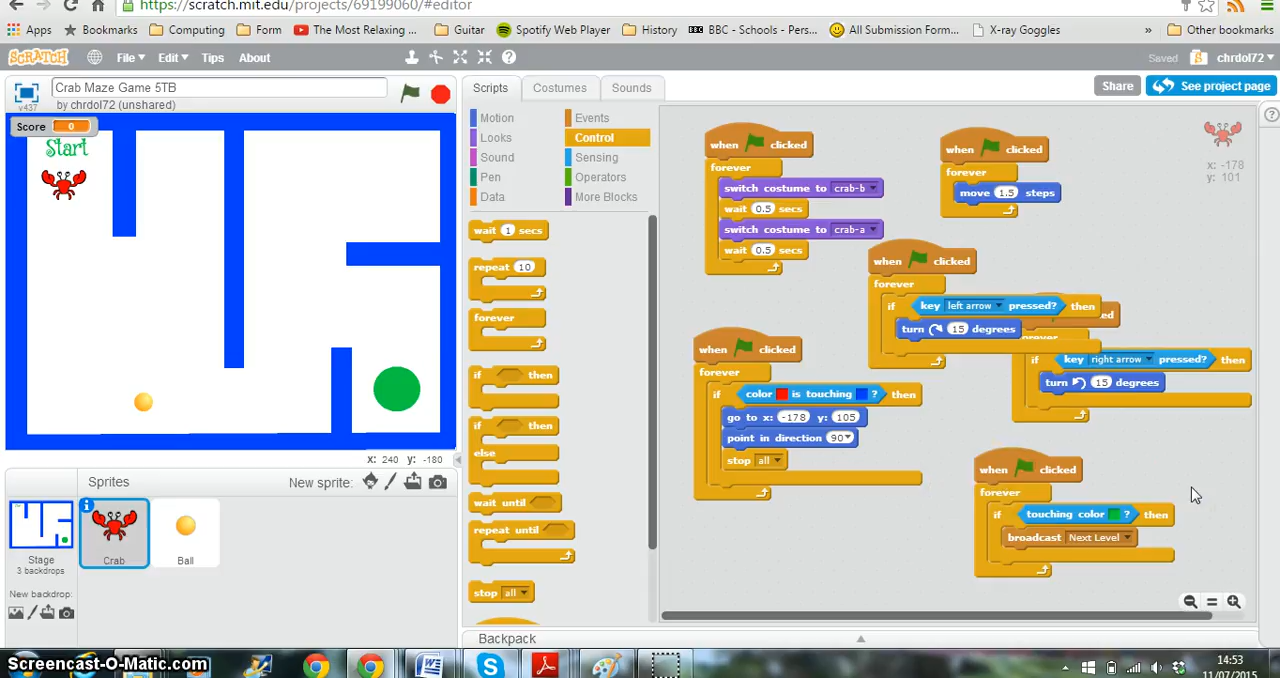 https://scratch.mit.edu/projects/69199060/#editor
Apps Bookmarks Computing Form The Most Relaxing ... Guitar Spotify Web Player History BBC - Schools - Pers... All Submission Form... X-ray Goggles » Other bookmarks
SCRATCH File Edit Tips About Saved chrdol72
v437 Crab Maze Game 5TB
by chrdol72 (unshared)
Scripts Costumes Sounds Share See project page
Score 0
Start
x: 240 y: -180
Sprites New sprite:
Stage
3 backdrops
New backdrop:
Crab
Ball
Motion Events
Looks Control
Sound Sensing
Pen Operators
Data More Blocks
wait 1 secs
repeat 10
forever
if then
if then
else
wait until
repeat until
stop all
when clicked
forever
switch costume to crab-b
wait 0.5 secs
switch costume to crab-a
wait 0.5 secs
when clicked
forever
move 1.5 steps
x: -178
y: 101
when clicked
forever
if key left arrow pressed? then
turn 15 degrees
if key right arrow pressed? then
turn 15 degrees
when clicked
forever
if color is touching ? then
go to x: -178 y: 105
point in direction 90
stop all
when clicked
forever
if touching color ? then
broadcast Next Level
Backpack
Screencast-O-Matic.com
14:53
11/07/2015